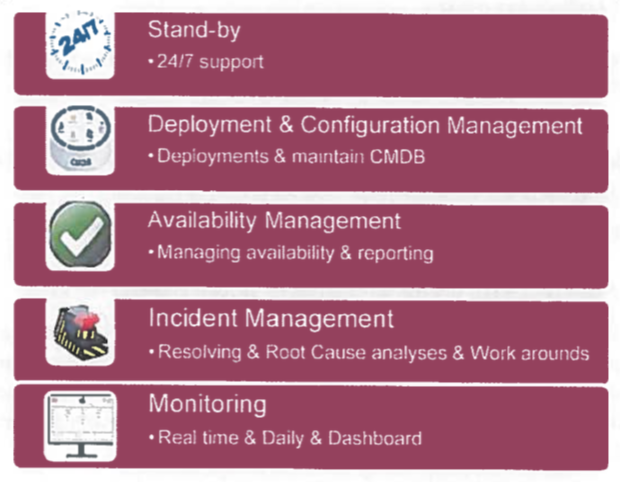 24/7
Stand-by
•24/7 support
Deployment & Configuration Management
•Deployments & maintain CMDB
CMDB
Availability Management
•Managing availability & reporting
Incident Management
•Resolving & Root Cause analyses & Work arounds
Monitoring
•Real time & Daily & Dashboard